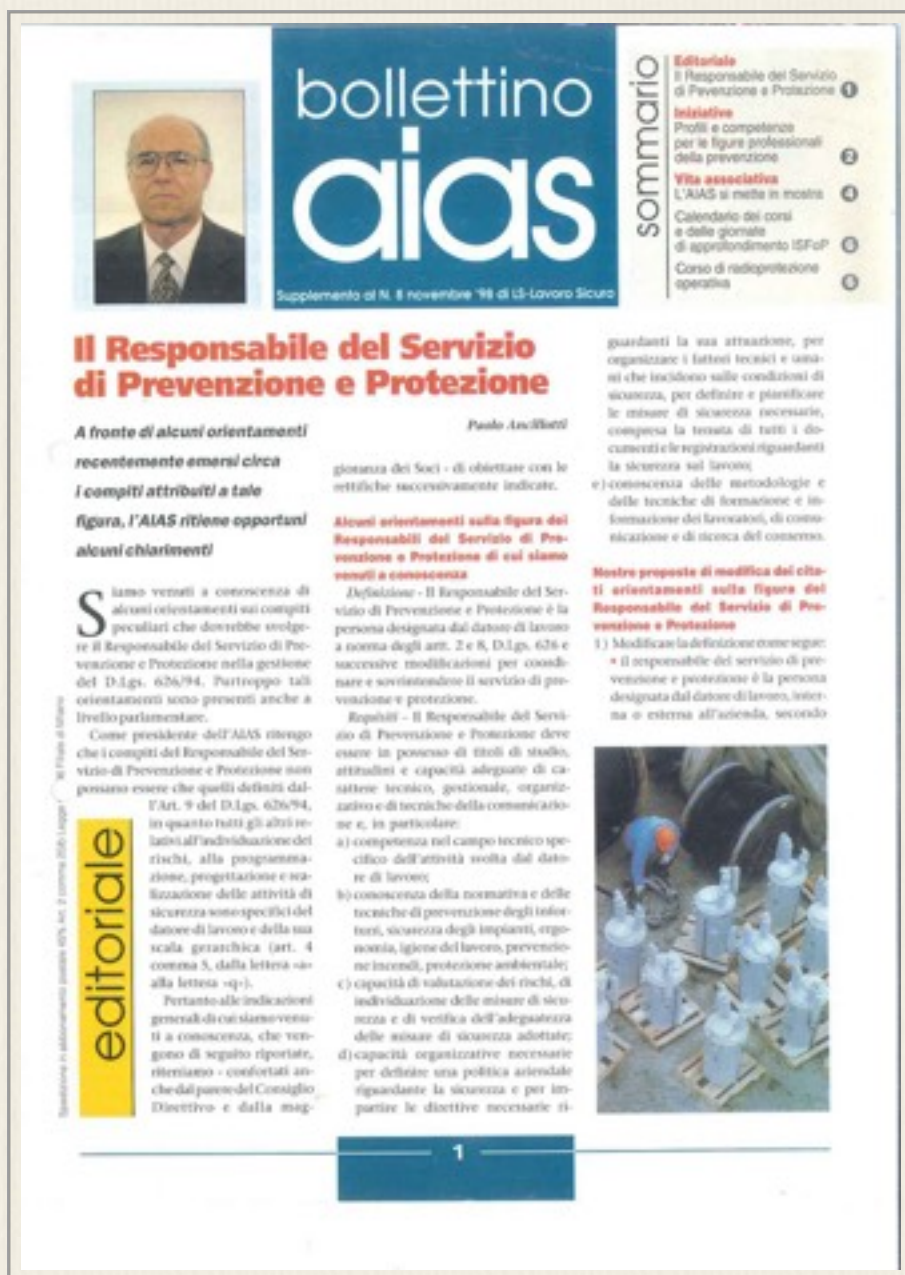 bollettino
aias
Supplemento al N. 8 novembre '98 di LS-Lavoro Sicuro
sommario
Editoriale
Il Responsabile del Servizio
di Pevenzione e Protezione 1
Iniziative
Profili e competenze
per le figure professionali
della prevenzione 2
Vita associativa
L'AIAS si mette in mostra 4
Calendario dei corsi
e delle giornate
di approfondimento ISFoP
Corso di radioprotezione
operativa
Il Responsabile del Servizio
di Prevenzione e Protezione
Paolo Ancillotti
A fronte di alcuni orientamenti
recentemente emersi circa
i compiti attribuiti a tale
figura, l'AIAS ritiene opportuni
alcuni chiarimenti
Siamo venuti a conoscenza di
alcuni orientamenti sui compiti
peculiari che dovrebbe svolge-
re il Responsabile del Servizio di Pre-
venzione e Protezione nella gestione
del D.Lgs. 626/94. Purtroppo tali
orientamenti sono presenti anche a
livello parlamentare.
Come presidente dell'AIAS ritengo
che i compiti del Responsabile del Ser-
vizio di Prevenzione e Protezione non
possano essere che quelli definiti dal-
l'Art. 9 del D.Lgs. 626/94,
in quanto tutti gli altri re-
lativi all'individuazione dei
rischi, alla programma-
zione, progettazione e rea-
lizzazione delle attività di
sicurezza sono specifici del
datore di lavoro e della sua
scala gerarchica (art. 4
comma 5, dalla lettera «a»
alla lettera «q»).
Pertanto alle indicazioni
generali di cui siamo venu-
ti a conoscenza, che ven-
gono di seguito riportate,
riteniamo - confortati an-
che dal parere del Consiglio
Direttivo e dalla mag-
editoriale
Spedizione in abbonamento postale 45% Art. 2 comma 20/b Filiale di Milano
gioranza dei Soci - di obiettare con le
rettifiche successivamente indicate.
Alcuni orientamenti sulla figura dei
Responsabili del Servizio di Pre-
venzione e Protezione di cui siamo
venuti a conoscenza
Definizione - Il Responsabile del Ser-
vizio di Prevenzione e Protezione è la
persona designata dal datore di lavoro
a norma degli artt. 2 e 8, D.Lgs. 626 e
successive modificazioni per coordi-
nare e sovrintendere il servizio di pre-
venzione e protezione.
Requisiti - Il Responsabile del Servi-
zio di Prevenzione e Protezione deve
essere in possesso di titoli di studio,
attitudini e capacità adeguate di ca-
rattere tecnico, gestionale, organiz-
zativo e di tecniche della comunicazio-
ne e, in particolare:
a) competenza nel campo tecnico spe-
cifico dell'attività svolta dal dato-
re di lavoro;
b) conoscenza della normativa e delle
tecniche di prevenzione degli infor-
tuni, sicurezza degli impianti, ergo-
nomia, igiene del lavoro, prevenzio-
ne incendi, protezione ambientale;
c) capacità di valutazione dei rischi, di
individuazione delle misure di sicu-
rezza e di verifica dell'adeguatezza
delle misure di sicurezza adottate;
d) capacità organizzative necessarie
per definire una politica aziendale
riguardante la sicurezza e per im-
partire le direttive necessarie ri-
guardanti la sua attuazione, per
organizzare i fattori tecnici e uma-
ni che incidono sulle condizioni di
sicurezza, per definire e pianificare
le misure di sicurezza necessarie,
compresa la tenuta di tutti i do-
cumenti e le registrazioni riguardanti
la sicurezza sul lavoro;
e) conoscenza delle metodologie e
delle tecniche di formazione e in-
formazione dei lavoratori, di comu-
nicazione e di ricerca del consenso.
Nostre proposte di modifica dei cita-
ti orientamenti sulla figura del
Responsabile del Servizio di Pre-
venzione e Protezione
1) Modificare la definizione come segue:
• il responsabile del servizio di pre-
venzione e protezione è la persona
designata dal datore di lavoro, inter-
na o esterna all'azienda, secondo
1